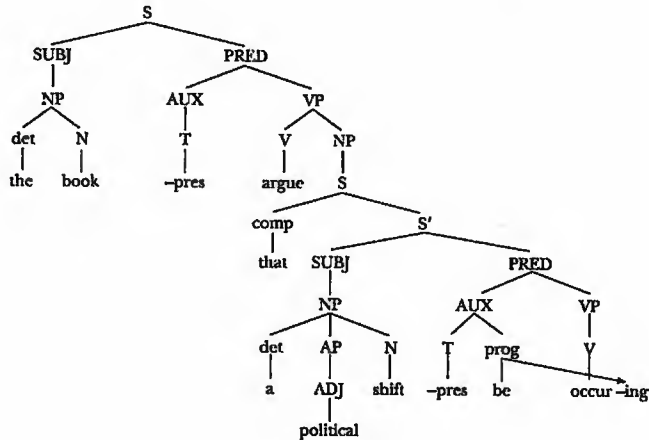 S
SUBJ PRED
NP AUX VP
det N T V NP
the book –pres argue S
comp S'
that SUBJ PRED
NP AUX VP
det AP N T prog V
a ADJ shift –pres be occur –ing
political